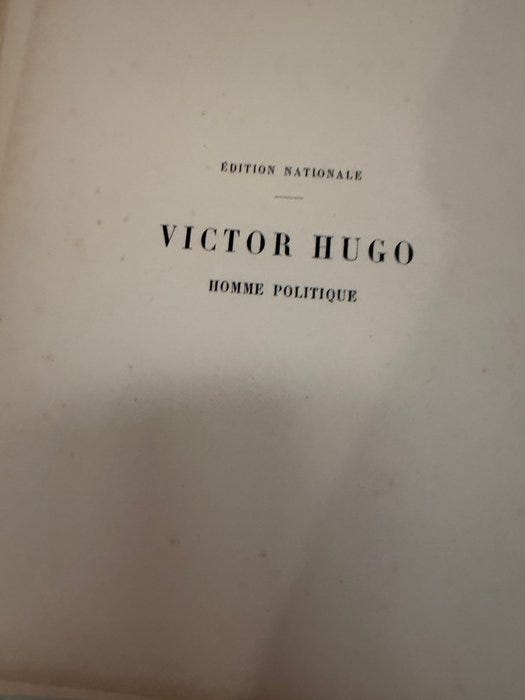 ÉDITION NATIONALE
VICTOR HUGO
HOMME POLITIQUE